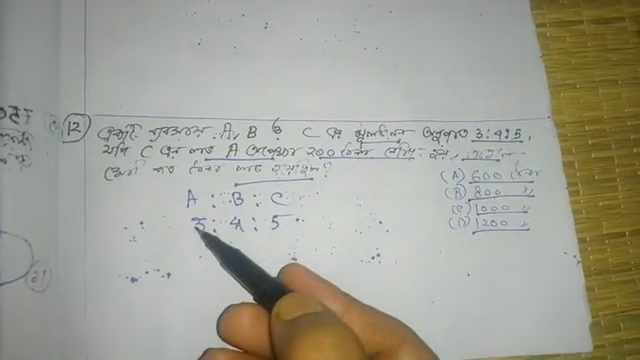 12
একটি ব্যবসায় A, B ও C এর মূলধনের অনুপাত 3:4:5,
যদি C এর লাভ A অপেক্ষা 200 টাকা বেশি হয়,
মোট কত টাকা লাভ হয়েছিল?
(A) 600 টাকা
(B) 800 "
(C) 1000 "
(D) 1200 "
A : B : C
3 : 4 : 5